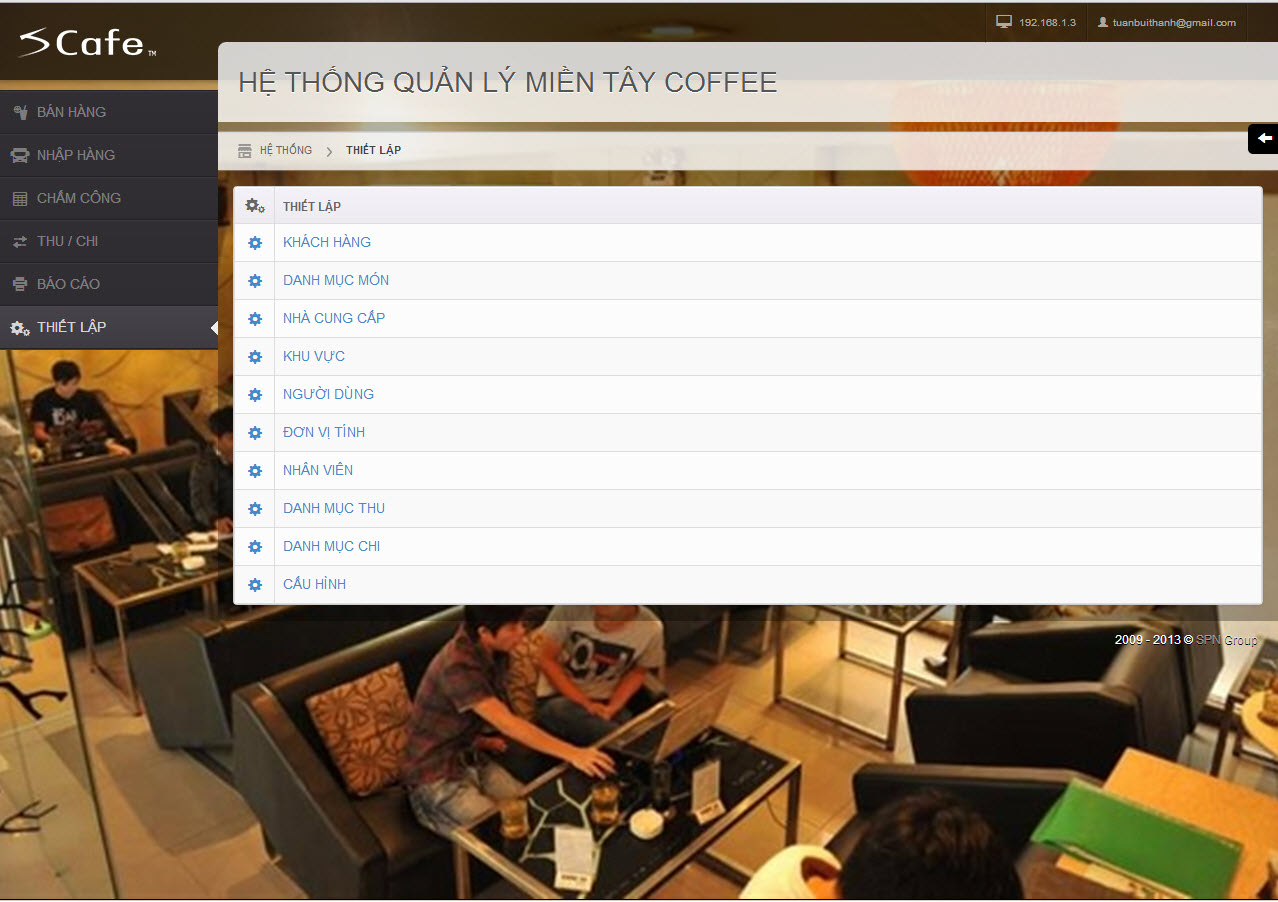 SCafe™
192.168.1.3
tuanbuithanh@gmail.com
HỆ THỐNG QUẢN LÝ MIỀN TÂY COFFEE
BÁN HÀNG
NHẬP HÀNG
CHẤM CÔNG
THU / CHI
BÁO CÁO
THIẾT LẬP
HỆ THỐNG
THIẾT LẬP
THIẾT LẬP
KHÁCH HÀNG
DANH MỤC MÓN
NHÀ CUNG CẤP
KHU VỰC
NGƯỜI DÙNG
ĐƠN VỊ TÍNH
NHÂN VIÊN
DANH MỤC THU
DANH MỤC CHI
CẤU HÌNH
2009 - 2013 © SPN Group